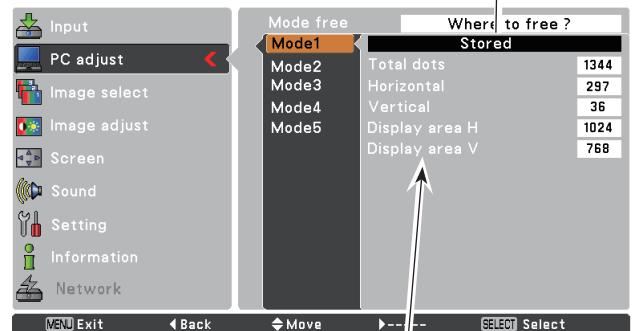 Input
PC adjust
Image select
Image adjust
Screen
Sound
Setting
Information
Network
Mode free
Where to free ?
Mode1
Mode2
Mode3
Mode4
Mode5
Stored
Total dots 1344
Horizontal 297
Vertical 36
Display area H 1024
Display area V 768
MENU Exit Back Move ----- SELECT Select